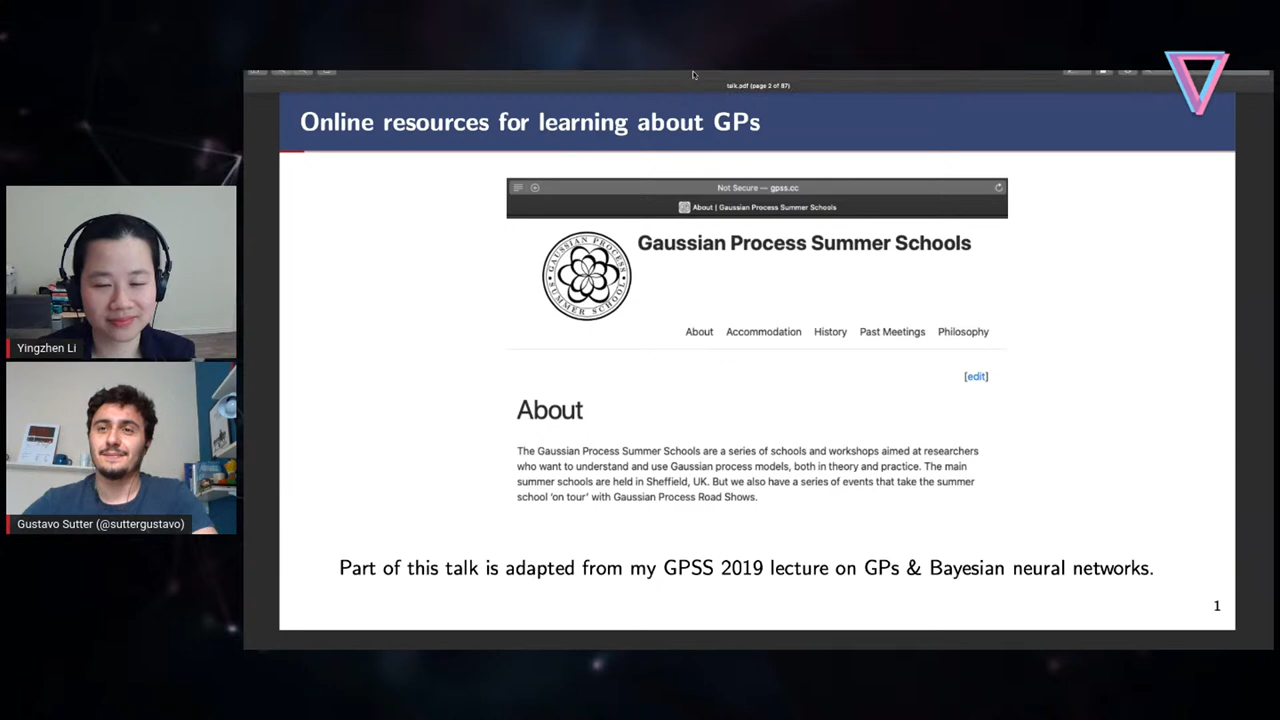 talk.pdf (page 2 of 87)
Online resources for learning about GPs
Not Secure — gpss.cc
About | Gaussian Process Summer Schools
GAUSSIAN PROCESS
SUMMER SCHOOL
Gaussian Process Summer Schools
About Accommodation History Past Meetings Philosophy
[edit]
About
The Gaussian Process Summer Schools are a series of schools and workshops aimed at researchers
who want to understand and use Gaussian process models, both in theory and practice. The main
summer schools are held in Sheffield, UK. But we also have a series of events that take the summer
school 'on tour' with Gaussian Process Road Shows.
Part of this talk is adapted from my GPSS 2019 lecture on GPs & Bayesian neural networks.
1
Yingzhen Li
Gustavo Sutter (@suttergustavo)